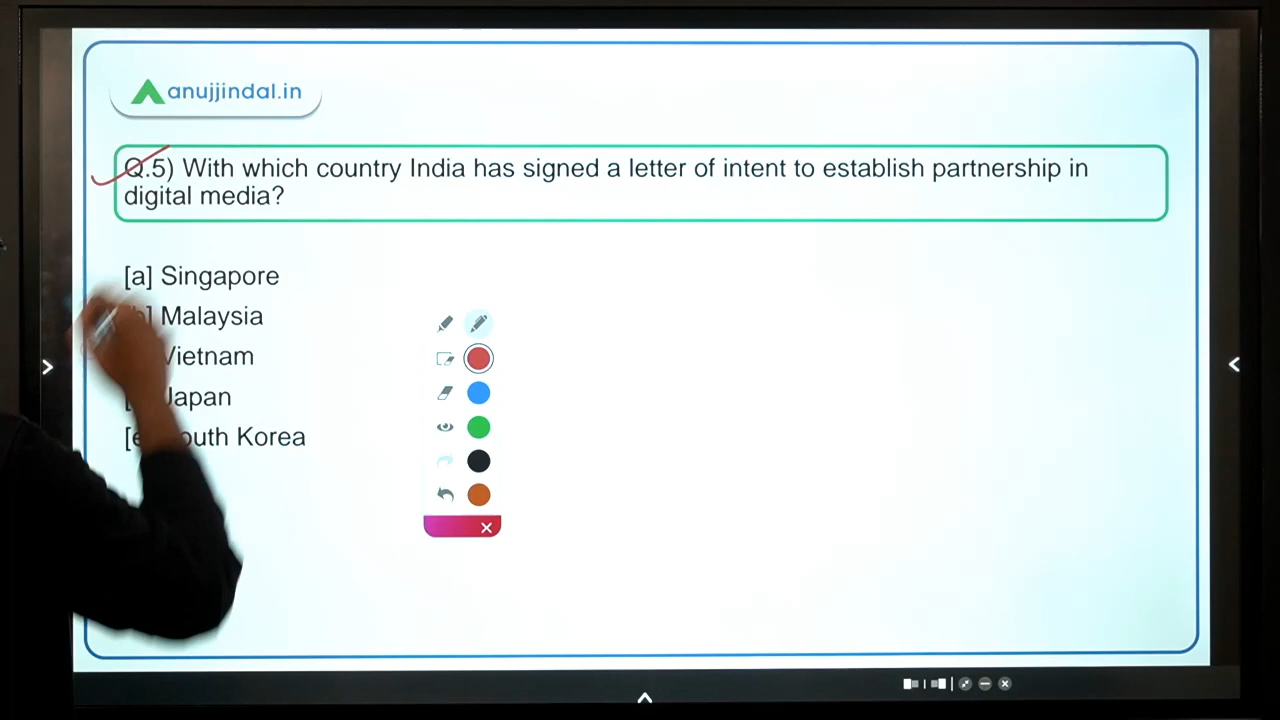 anujjindal.in
Q.5) With which country India has signed a letter of intent to establish partnership in
digital media?
[a] Singapore
Malaysia
Vietnam
Japan
South Korea